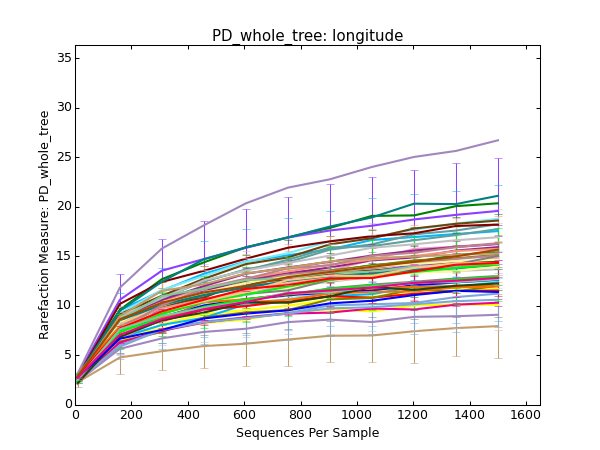 PD_whole_tree: longitude
35
30
25
20
15
10
5
0
Rarefaction Measure: PD_whole_tree
0 200 400 600 800 1000 1200 1400 1600
Sequences Per Sample